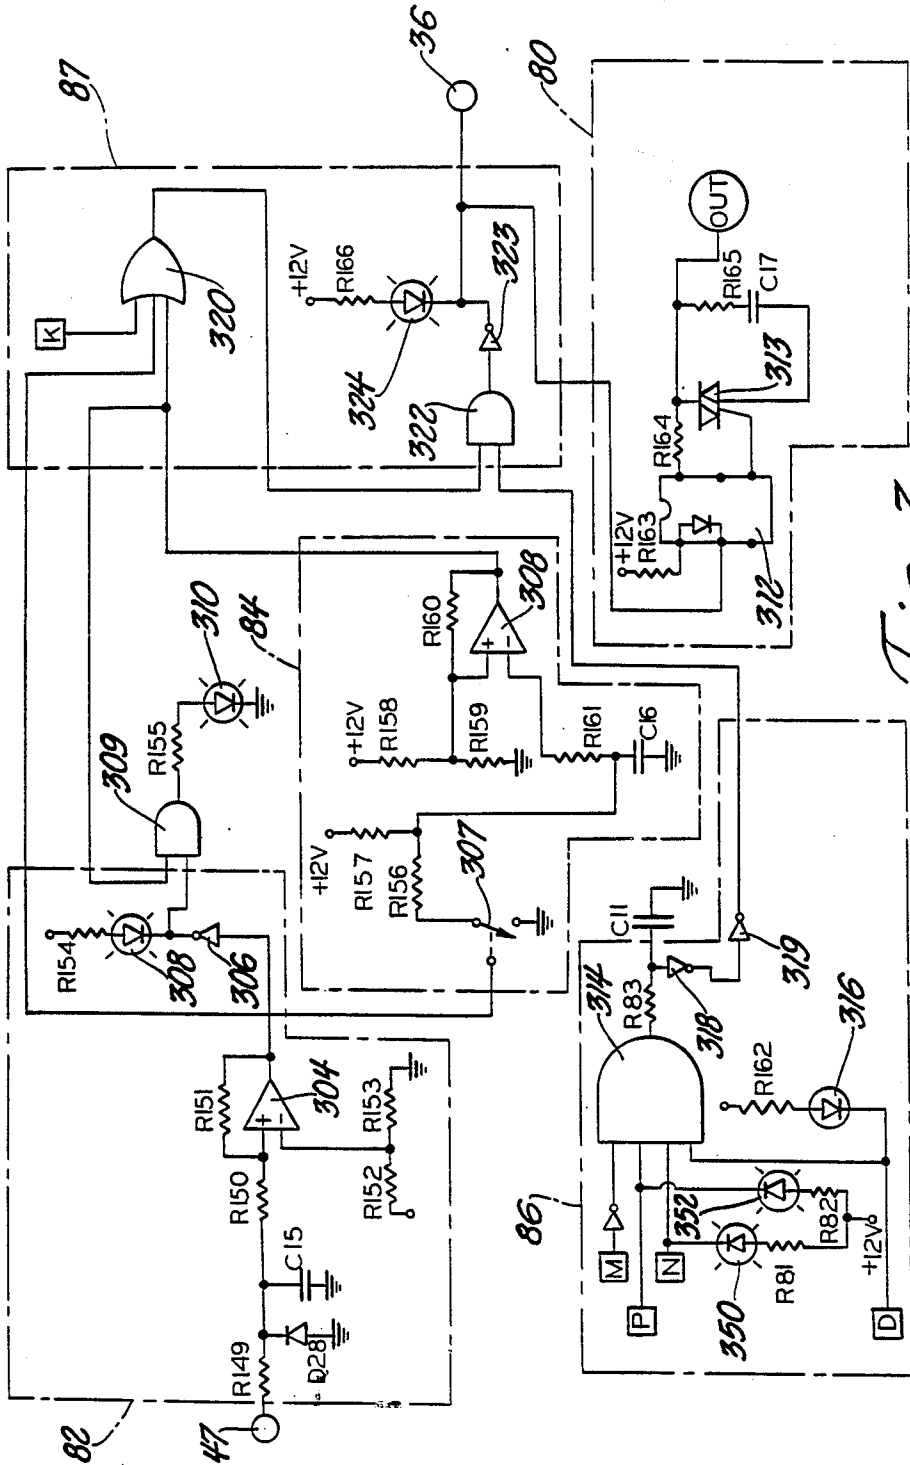 87
36
80
K
320
+12V
R166
324
322
323
OUT
R165
C17
313
R164
+12V
R163
312
310
84
R155
309
R160
308
+12V
R158
R159
R161
C16
+12V
R157
R156
307
R154
308
306
R151
304
R153
R150
R152
C15
R149
D28
47
82
C11
R83
314
318
319
R162
316
86
M
P
N
D
352
350
R82
R81
+12V